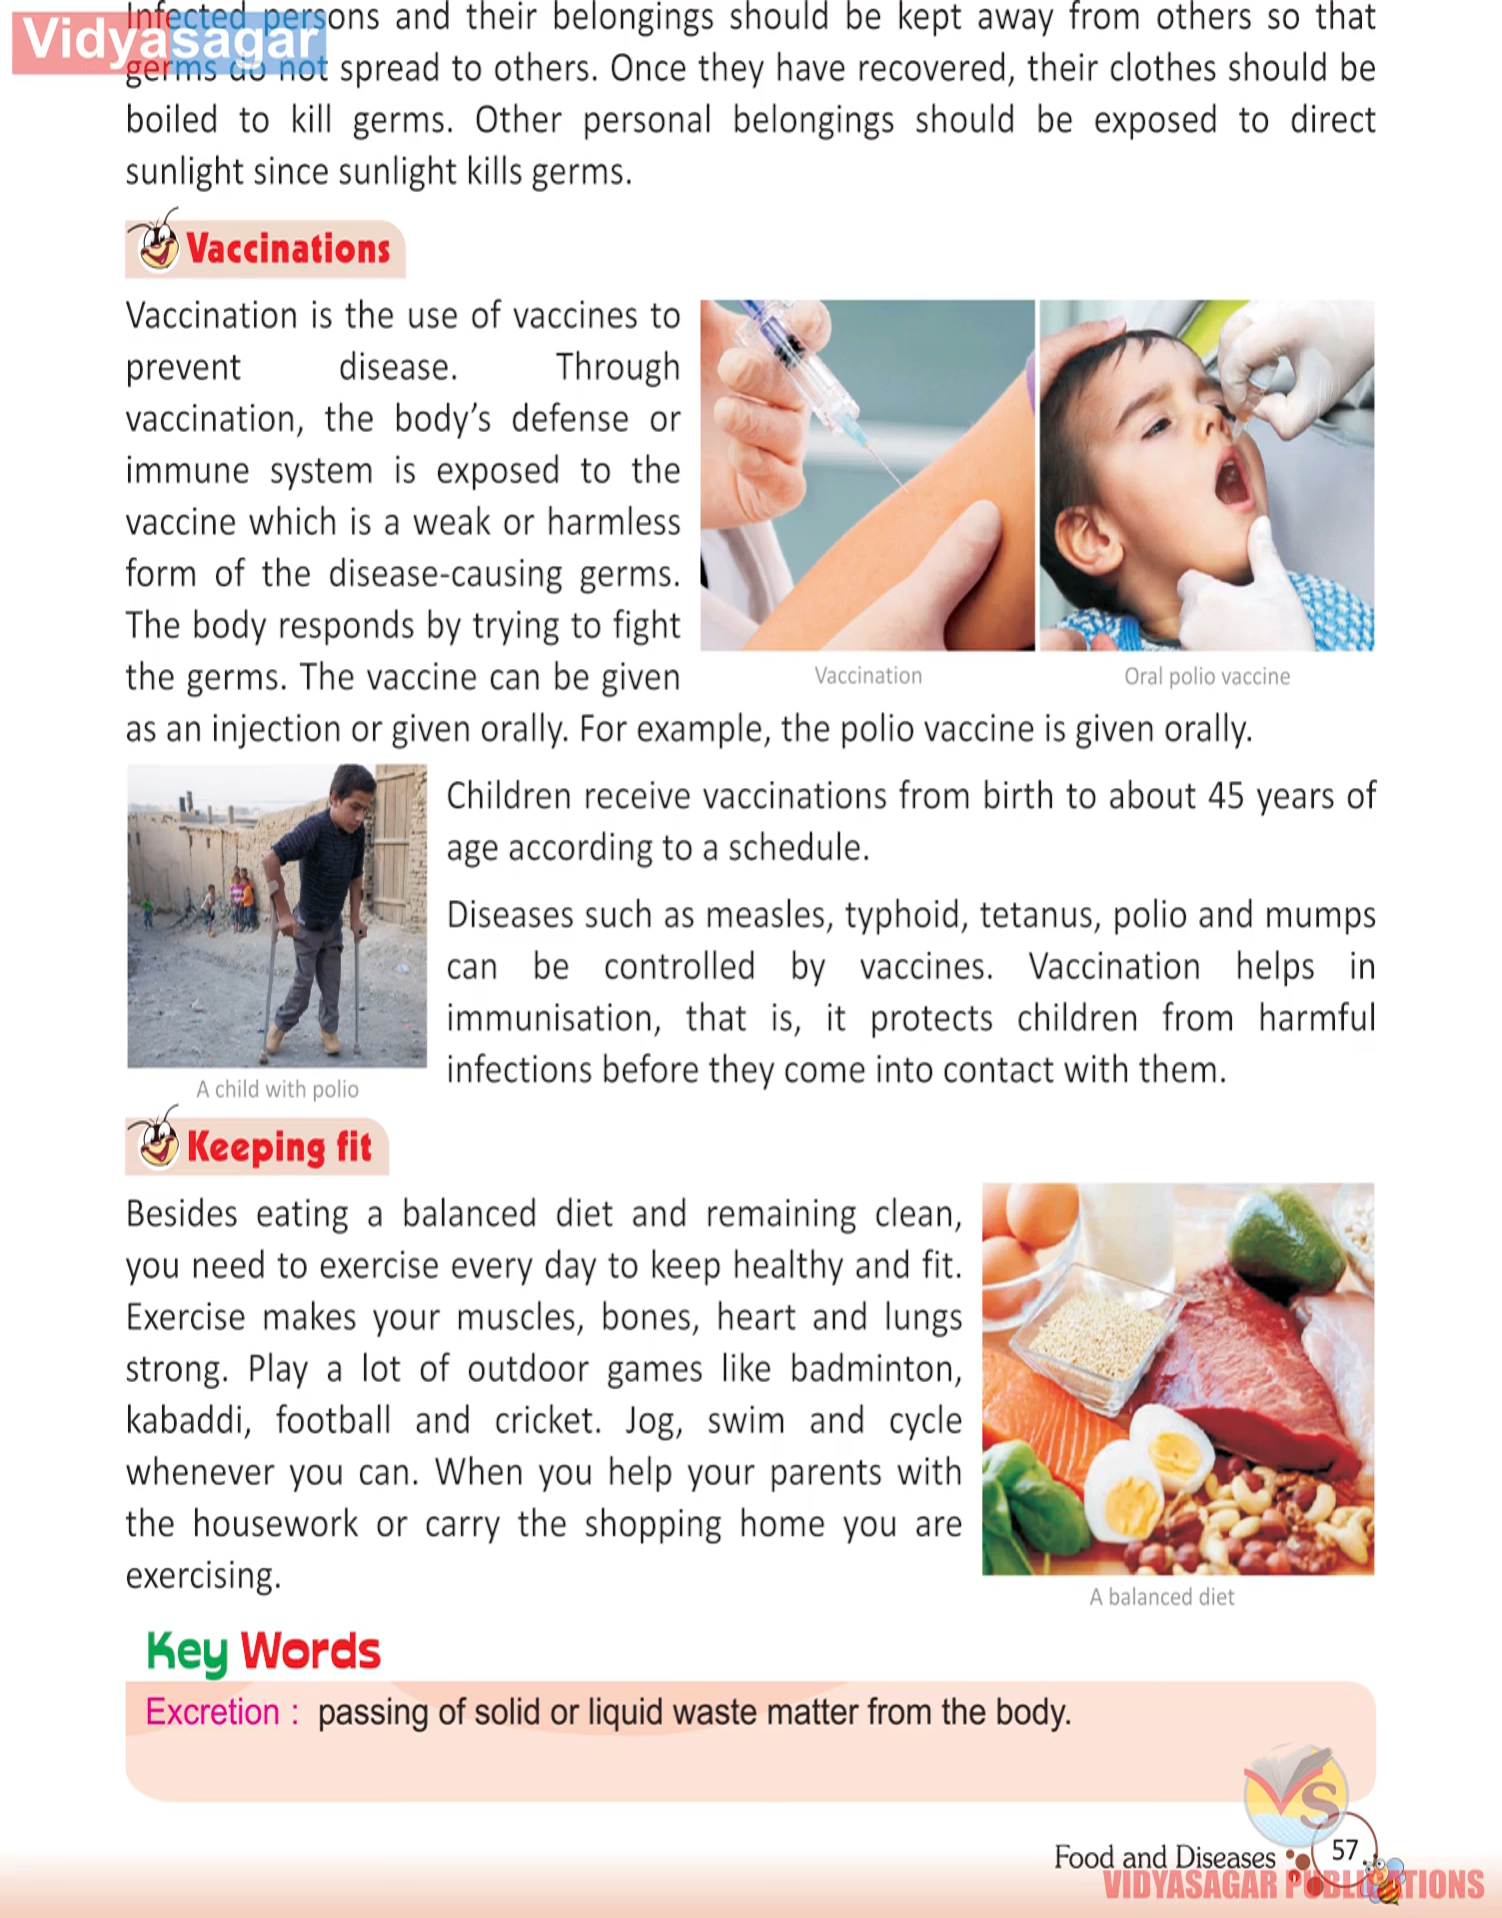 Vidyasagar
Infected persons and their belongings should be kept away from others so that
germs do not spread to others. Once they have recovered, their clothes should be
boiled to kill germs. Other personal belongings should be exposed to direct
sunlight since sunlight kills germs.
Vaccinations
Vaccination is the use of vaccines to
prevent disease. Through
vaccination, the body's defense or
immune system is exposed to the
vaccine which is a weak or harmless
form of the disease-causing germs.
The body responds by trying to fight
the germs. The vaccine can be given
as an injection or given orally. For example, the polio vaccine is given orally.
Vaccination
Oral polio vaccine
Children receive vaccinations from birth to about 45 years of
age according to a schedule.
Diseases such as measles, typhoid, tetanus, polio and mumps
can be controlled by vaccines. Vaccination helps in
immunisation, that is, it protects children from harmful
infections before they come into contact with them.
A child with polio
Keeping fit
Besides eating a balanced diet and remaining clean,
you need to exercise every day to keep healthy and fit.
Exercise makes your muscles, bones, heart and lungs
strong. Play a lot of outdoor games like badminton,
kabaddi, football and cricket. Jog, swim and cycle
whenever you can. When you help your parents with
the housework or carry the shopping home you are
exercising.
A balanced diet
Key Words
Excretion : passing of solid or liquid waste matter from the body.
VS
Food and Diseases 57
VIDYASAGAR PUBLICATIONS